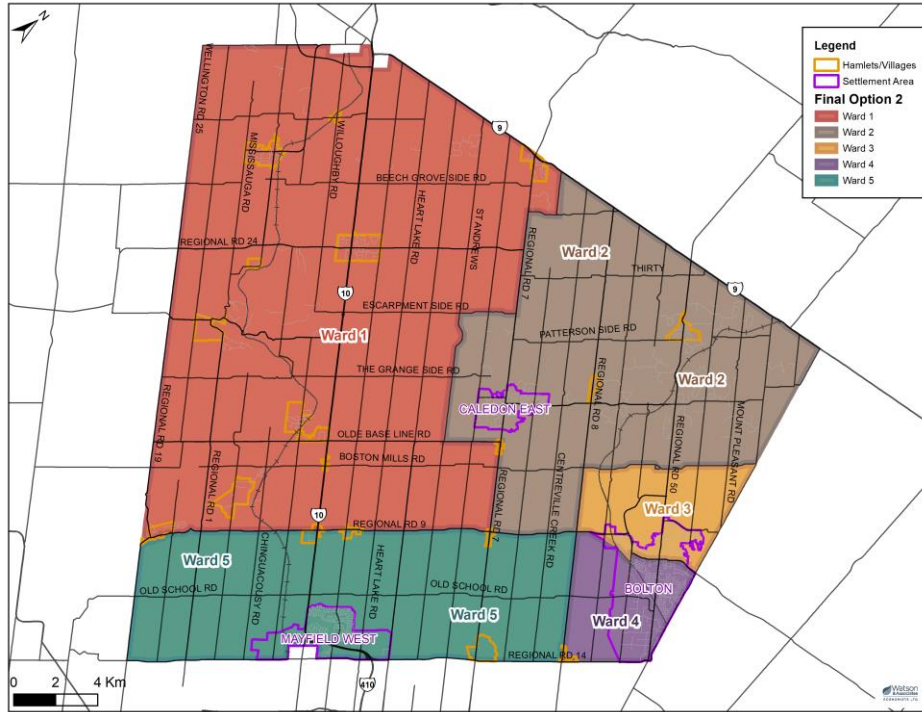 N
Legend
Hamlets/Villages
Settlement Area
Final Option 2
Ward 1
Ward 2
Ward 3
Ward 4
Ward 5
WELLINGTON RD 25
MISSISSAUGA RD
WILLOUGHBY RD
9
BEECH GROVE SIDE RD
HEART LAKE RD
ST ANDREWS
REGIONAL RD 24
REGIONAL RD 7
Ward 2
THIRTY
10
9
ESCARPMENT SIDE RD
Ward 1
PATTERSON SIDE RD
THE GRANGE SIDE RD
REGIONAL RD 8
Ward 2
REGIONAL RD 19
CALEDON EAST
MOUNT PLEASANT RD
OLDE BASE LINE RD
REGIONAL RD 50
BOSTON MILLS RD
REGIONAL RD 1
CENTREVILLE CREEK RD
REGIONAL RD 7
10
REGIONAL RD 9
Ward 3
CHINGUACOUSY RD
HEART LAKE RD
Ward 5
OLD SCHOOL RD
OLD SCHOOL RD
BOLTON
Ward 5
Ward 4
MAYFIELD WEST
REGIONAL RD 14
410
0 2 4 Km
Watson
& Associates
ECONOMISTS LTD.